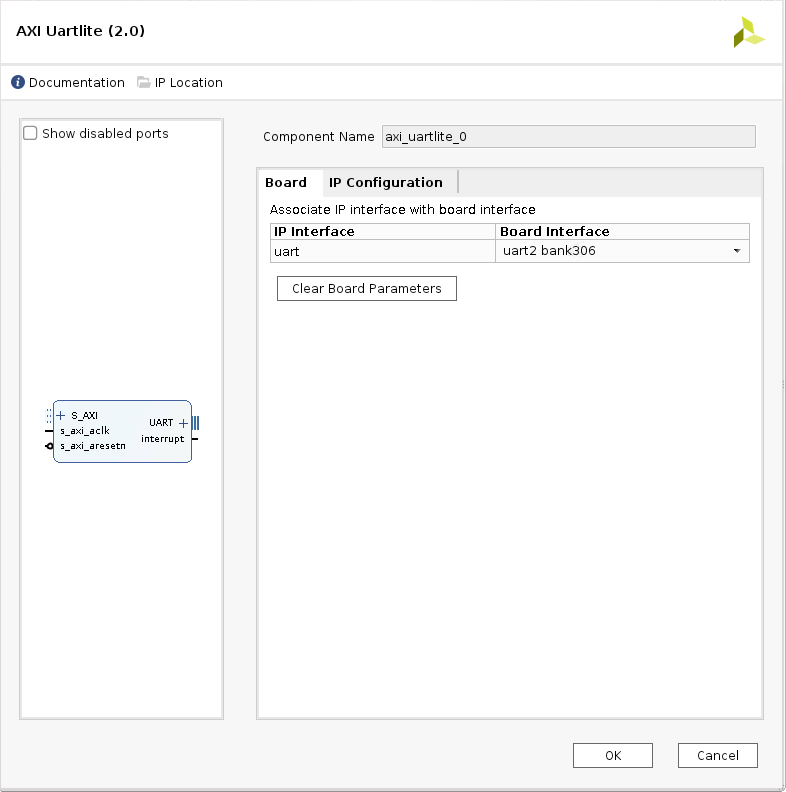 AXI Uartlite (2.0)
Documentation IP Location
Show disabled ports
S_AXI
s_axi_aclk
s_axi_aresetn
UART
interrupt
Component Name axi_uartlite_0
Board IP Configuration
Associate IP interface with board interface
IP Interface Board Interface
uart uart2 bank306
Clear Board Parameters
OK Cancel